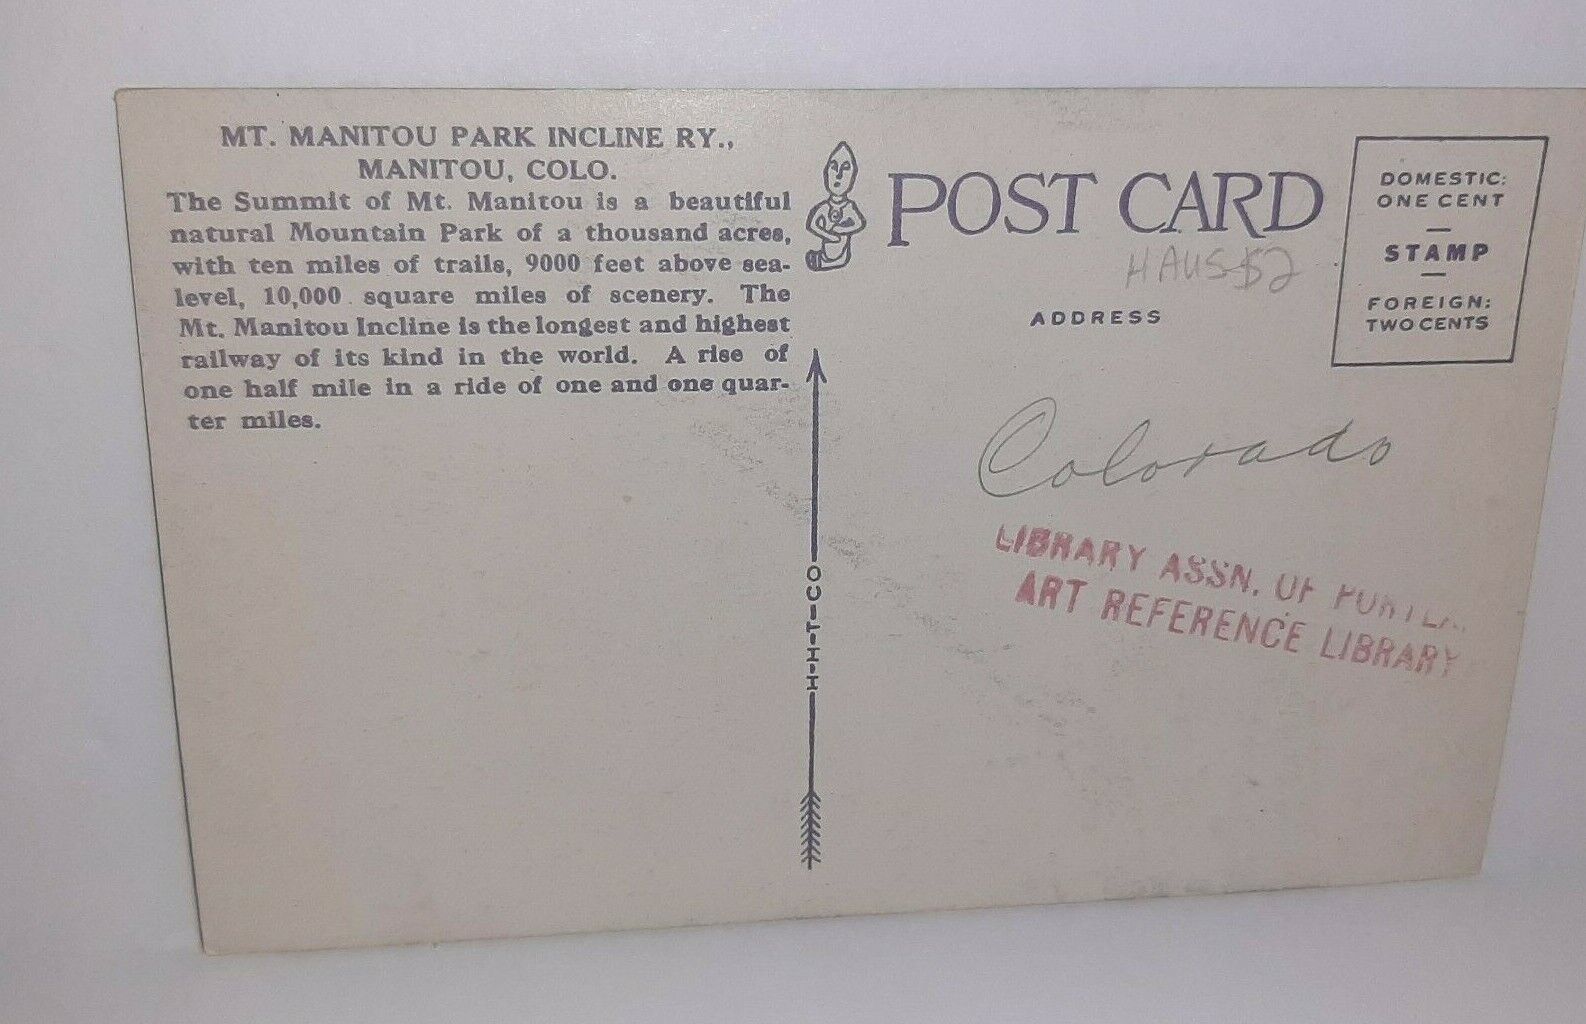 MT. MANITOU PARK INCLINE RY.,
MANITOU, COLO.
The Summit of Mt. Manitou is a beautiful
natural Mountain Park of a thousand acres,
with ten miles of trails, 9000 feet above sea-
level, 10,000 square miles of scenery. The
Mt. Manitou Incline is the longest and highest
railway of its kind in the world. A rise of
one half mile in a ride of one and one quar-
ter miles.
H-H-T-CO
POST CARD
HAUS $2
ADDRESS
DOMESTIC:
ONE CENT
STAMP
FOREIGN:
TWO CENTS
Colorado
LIBRARY ASSN. OF
ART REFERENCE LIBRARY